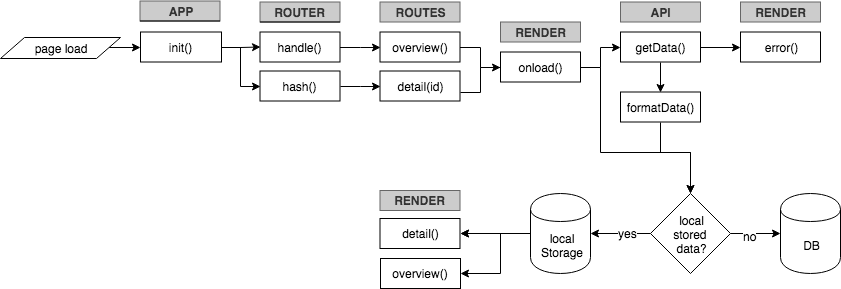 APP
ROUTER
ROUTES
API
RENDER
page load
init()
handle()
overview()
RENDER
getData()
error()
hash()
detail(id)
onload()
formatData()
RENDER
detail()
overview()
local
Storage
yes
local
stored
data?
no
DB